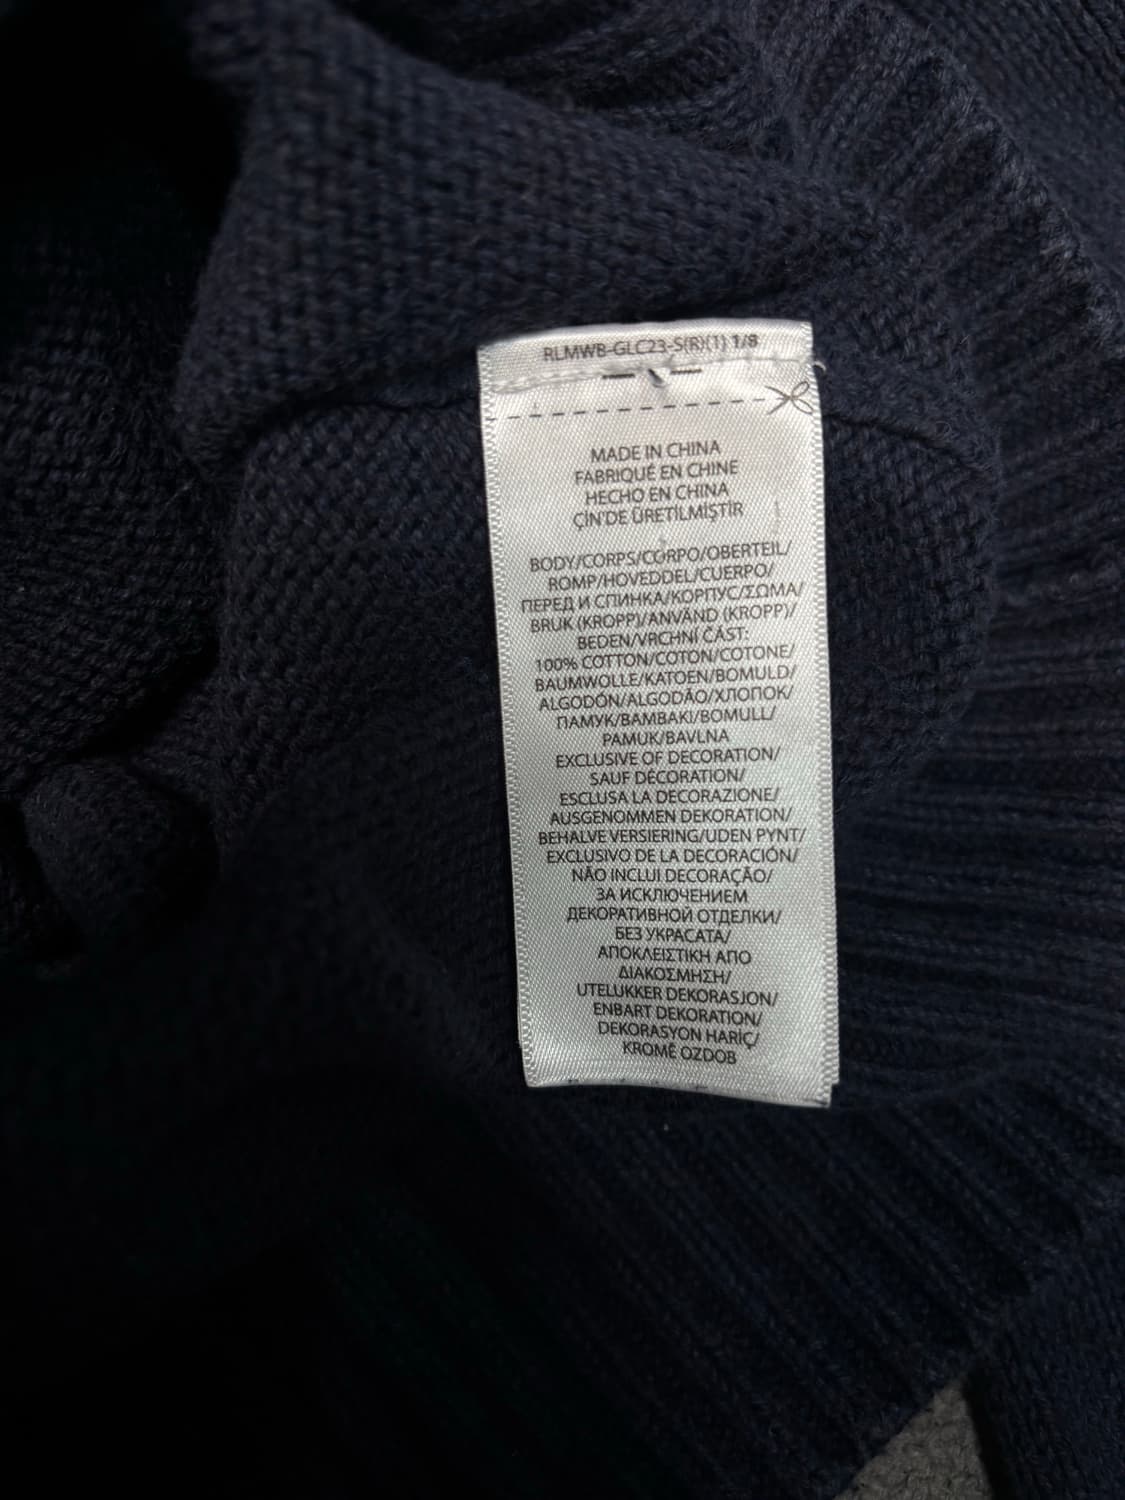 RLMWB-GLC23-S(R)(1) 1/8
MADE IN CHINA
FABRIQUÉ EN CHINE
HECHO EN CHINA
ÇİN'DE ÜRETİLMİŞTİR
BODY/CORPS/CORPO/OBERTEIL/
ROMP/HOVEDDEL/CUERPO/
ПЕРЕД И СПИНКА/КОРПУС/ΣΩΜΑ/
BRUK (KROPP)/ANVÄND (KROPP)/
BEDEN/VRCHNÍ ČÁST:
100% COTTON/COTON/COTONE/
BAUMWOLLE/KATOEN/BOMULD/
ALGODÓN/ALGODÃO/ХЛОПОК/
ПАМУК/ΒΑΜΒΑΚΙ/BOMULL/
PAMUK/BAVLNA
EXCLUSIVE OF DECORATION/
SAUF DÉCORATION/
ESCLUSA LA DECORAZIONE/
AUSGENOMMEN DEKORATION/
BEHALVE VERSIERING/UDEN PYNT/
EXCLUSIVO DE LA DECORACIÓN/
NÃO INCLUI DECORAÇÃO/
ЗА ИСКЛЮЧЕНИЕМ
ДЕКОРАТИВНОЙ ОТДЕЛКИ/
БЕЗ УКРАСАТА/
ΑΠΟΚΛΕΙΣΤΙΚΗ ΑΠΟ
ΔΙΑΚΟΣΜΗΣΗ/
UTELUKKER DEKORASJON/
ENBART DEKORATION/
DEKORASYON HARİÇ/
KROMĚ OZDOB